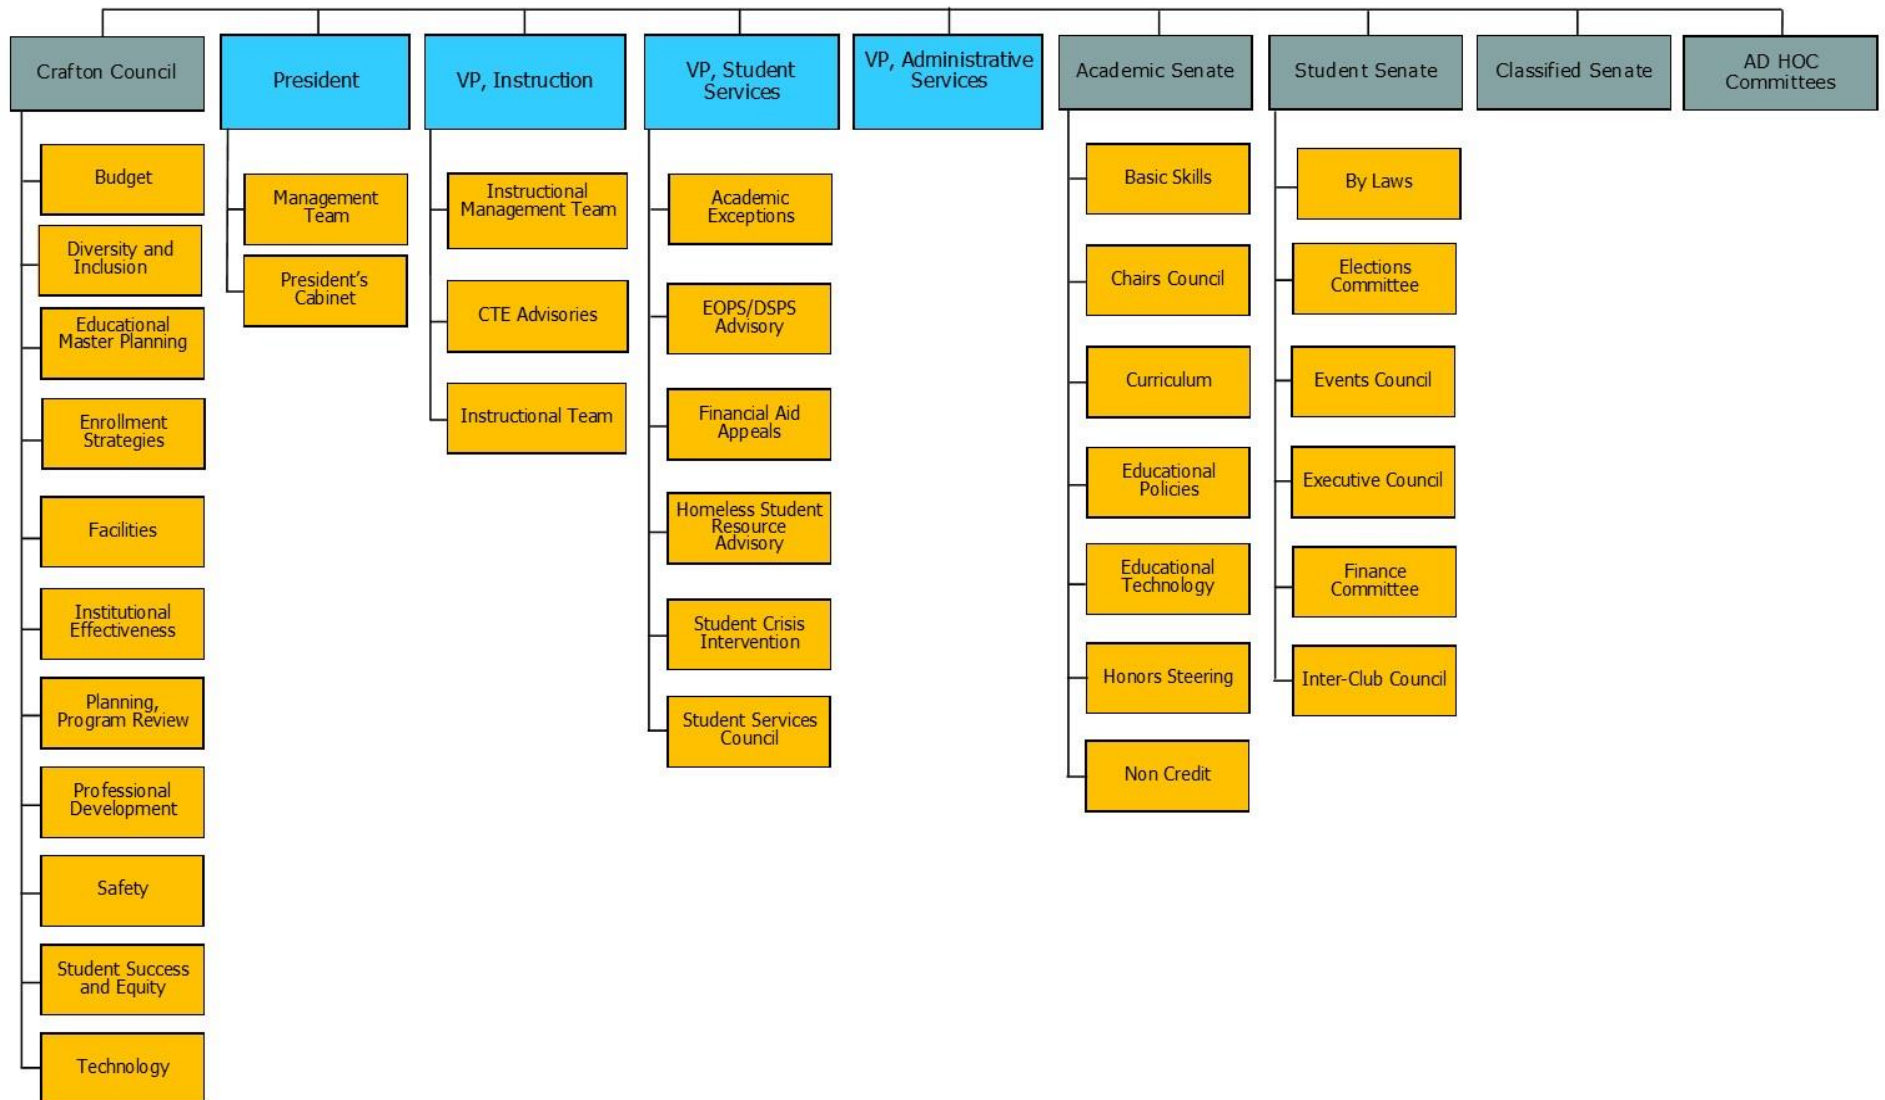 Crafton Council
President
VP, Instruction
VP, Student
Services
VP, Administrative
Services
Academic Senate
Student Senate
Classified Senate
AD HOC
Committees
Budget
Diversity and
Inclusion
Educational
Master Planning
Enrollment
Strategies
Facilities
Institutional
Effectiveness
Planning,
Program Review
Professional
Development
Safety
Student Success
and Equity
Technology
Management
Team
President's
Cabinet
Instructional
Management Team
CTE Advisories
Instructional Team
Academic
Exceptions
EOPS/DSPS
Advisory
Financial Aid
Appeals
Homeless Student
Resource
Advisory
Student Crisis
Intervention
Student Services
Council
Basic Skills
Chairs Council
Curriculum
Educational
Policies
Educational
Technology
Honors Steering
Non Credit
By Laws
Elections
Committee
Events Council
Executive Council
Finance
Committee
Inter-Club Council